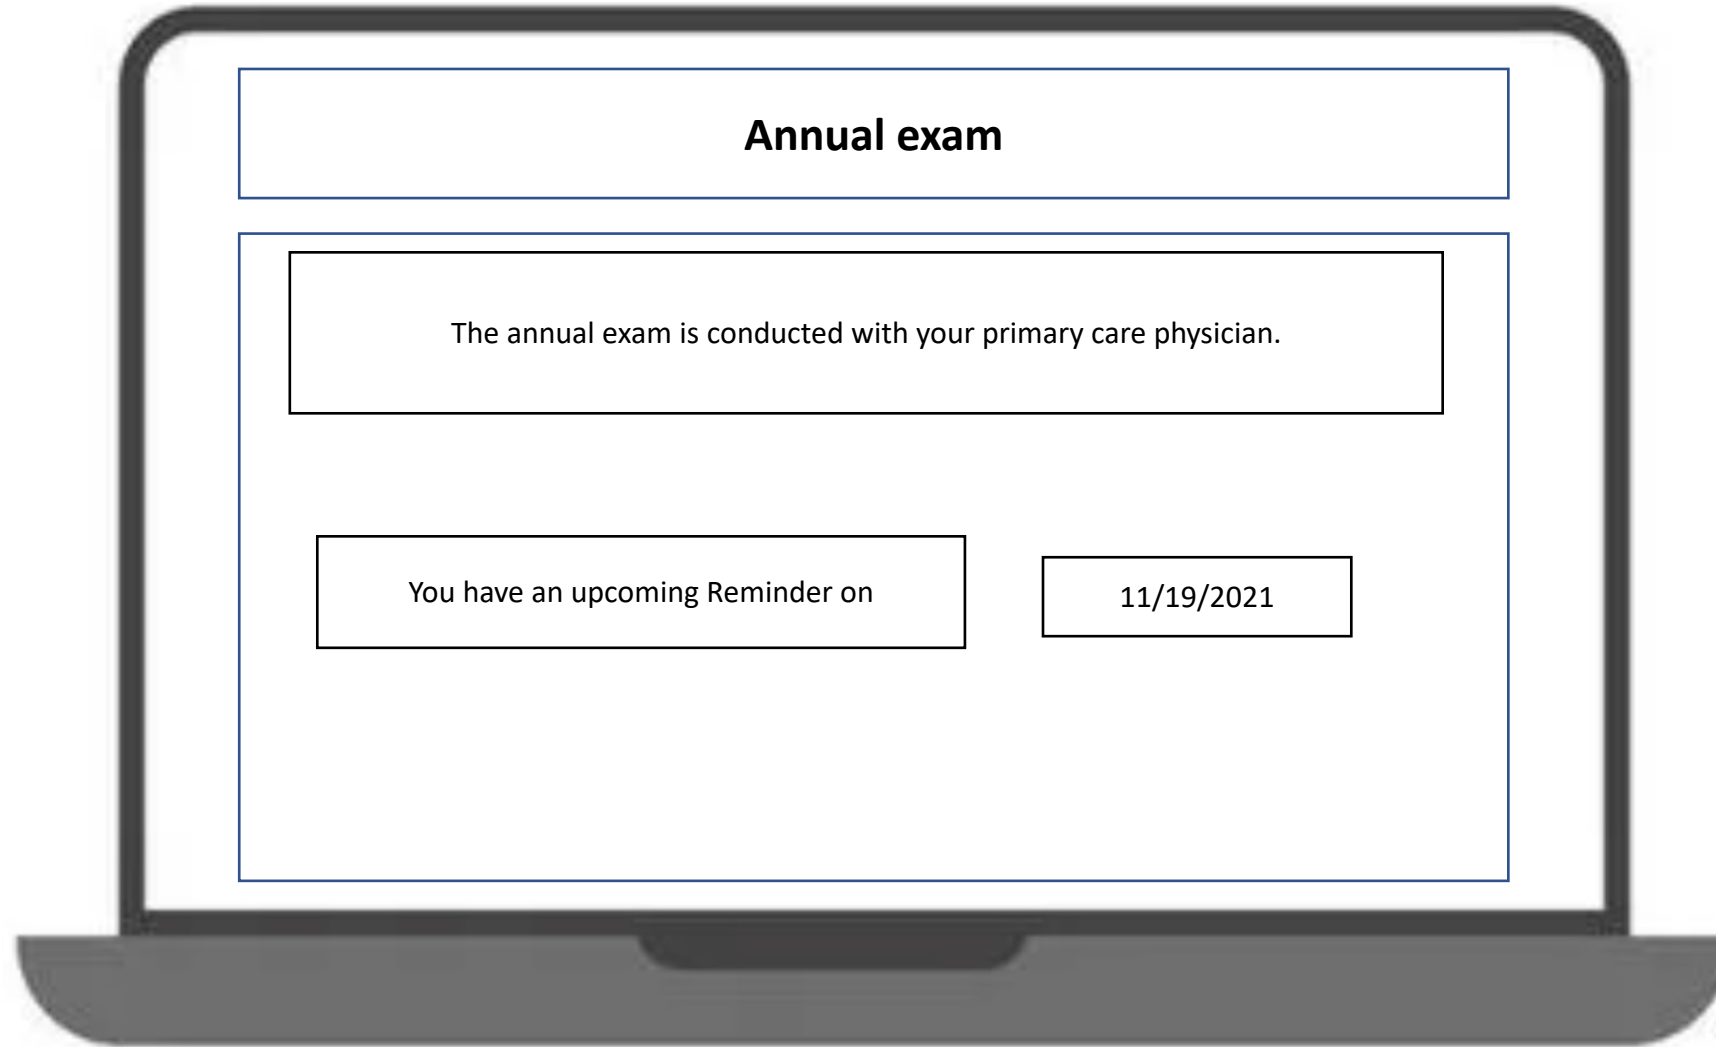 Annual exam
The annual exam is conducted with your primary care physician.
You have an upcoming Reminder on
11/19/2021